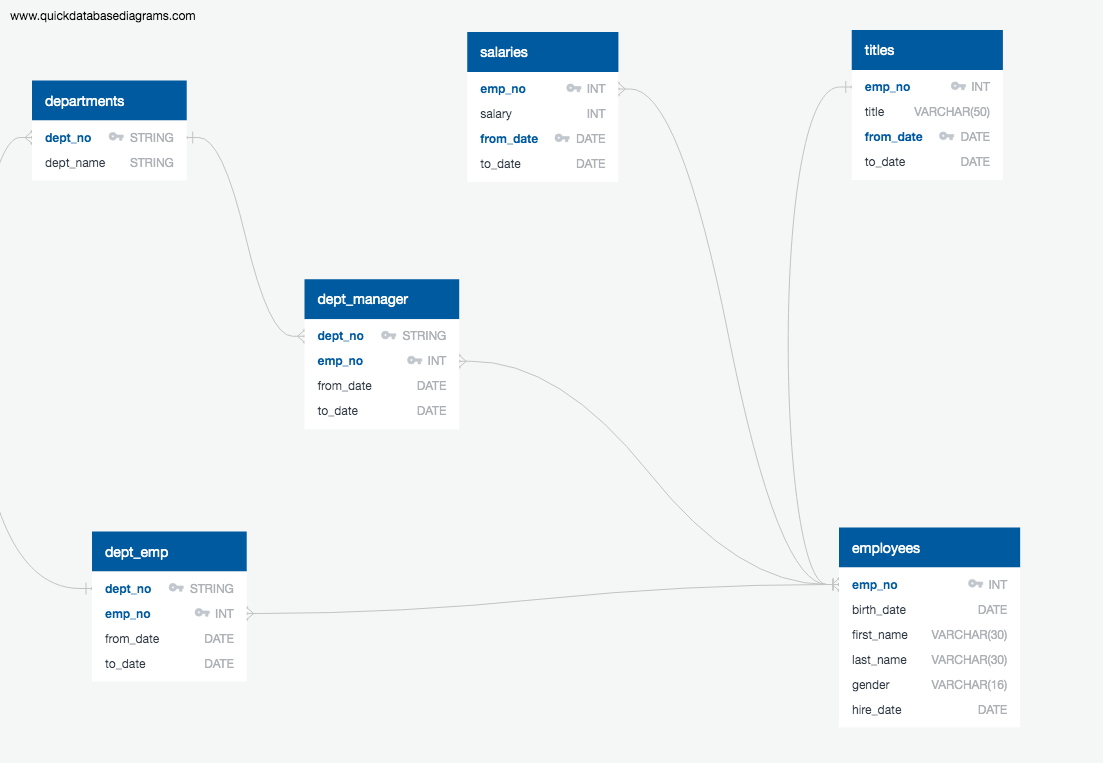 www.quickdatabasediagrams.com
departments
dept_no STRING
dept_name STRING
salaries
emp_no INT
salary INT
from_date DATE
to_date DATE
titles
emp_no INT
title VARCHAR(50)
from_date DATE
to_date DATE
dept_manager
dept_no STRING
emp_no INT
from_date DATE
to_date DATE
dept_emp
dept_no STRING
emp_no INT
from_date DATE
to_date DATE
employees
emp_no INT
birth_date DATE
first_name VARCHAR(30)
last_name VARCHAR(30)
gender VARCHAR(16)
hire_date DATE